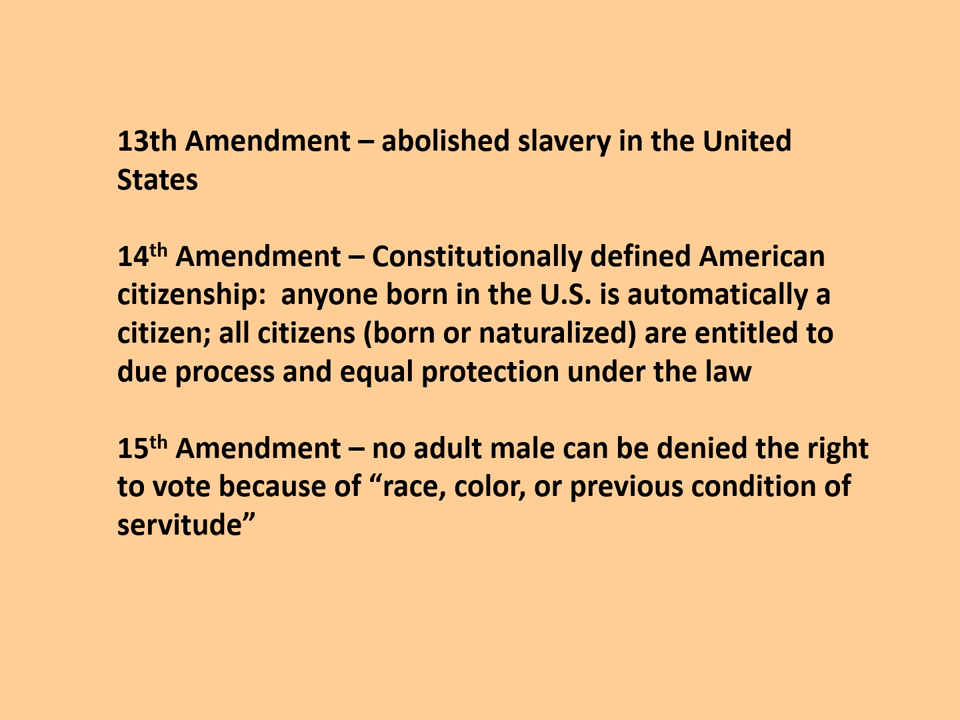 13th Amendment – abolished slavery in the United
States
14th Amendment – Constitutionally defined American
citizenship:  anyone born in the U.S. is automatically a
citizen; all citizens (born or naturalized) are entitled to
due process and equal protection under the law
15th Amendment – no adult male can be denied the right
to vote because of “race, color, or previous condition of
servitude”